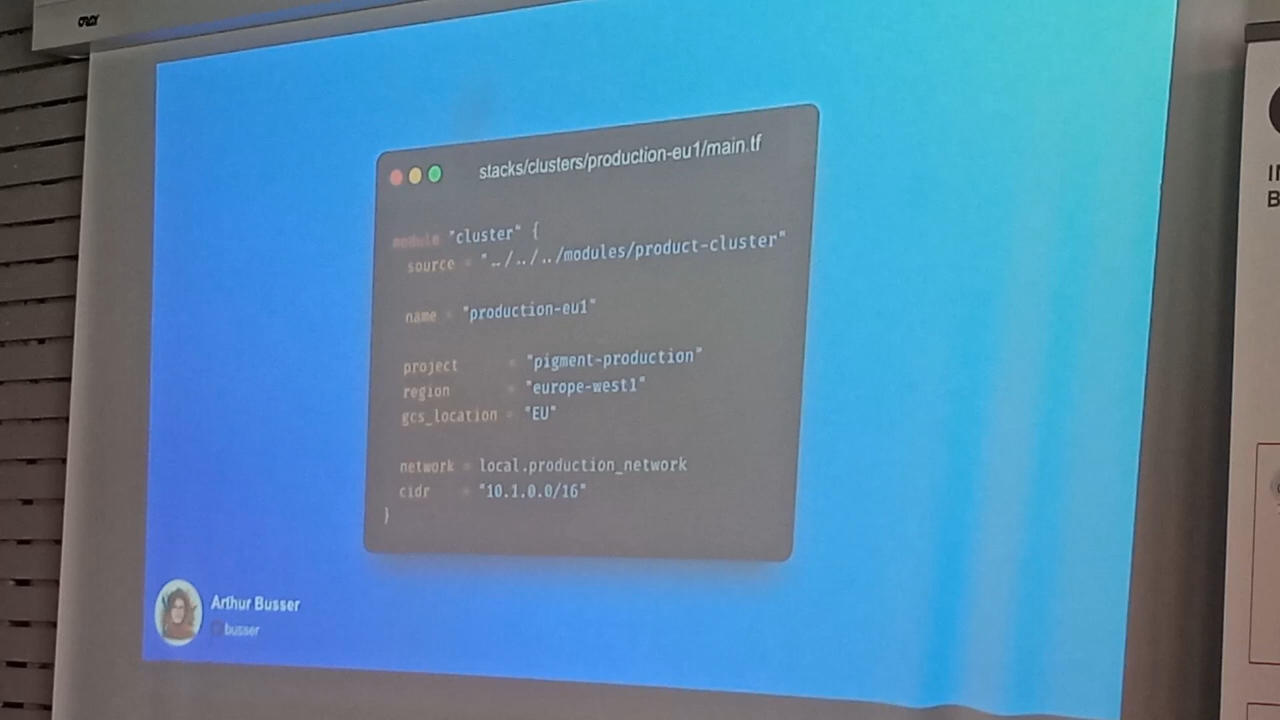 stacks/clusters/production-eu1/main.tf
module "cluster" {
source = "../../../modules/product-cluster"
name = "production-eu1"
project = "pigment-production"
region = "europe-west1"
gcs_location = "EU"
network = local.production_network
cidr = "10.1.0.0/16"
}
Arthur Busser
busser